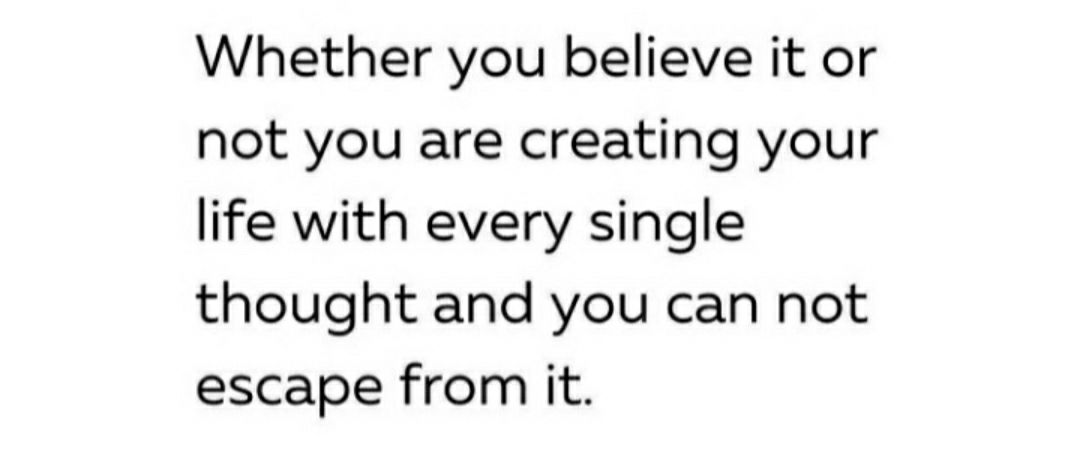 Whether you believe it or
not you are creating your
life with every single
thought and you can not
escape from it.